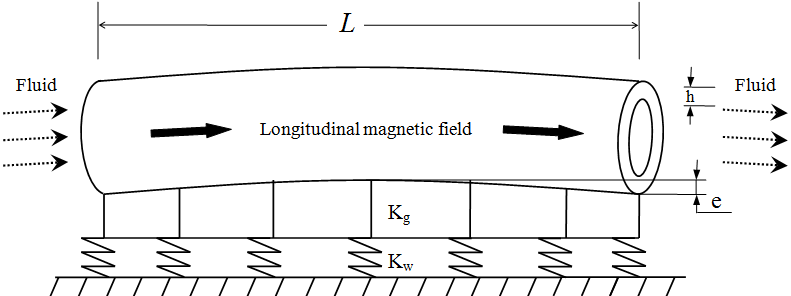 L
Fluid
Fluid
h
Longitudinal magnetic field
e
Kg
Kw